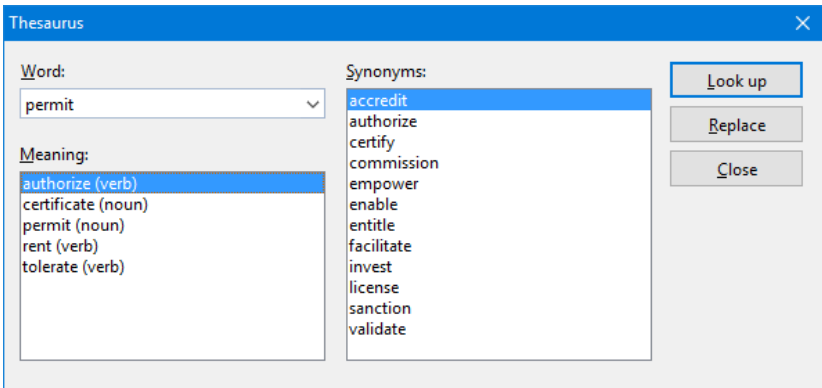 Thesaurus
Word:
permit
Meaning:
authorize (verb)
certificate (noun)
permit (noun)
rent (verb)
tolerate (verb)
Synonyms:
accredit
authorize
certify
commission
empower
enable
entitle
facilitate
invest
license
sanction
validate
Look up
Replace
Close